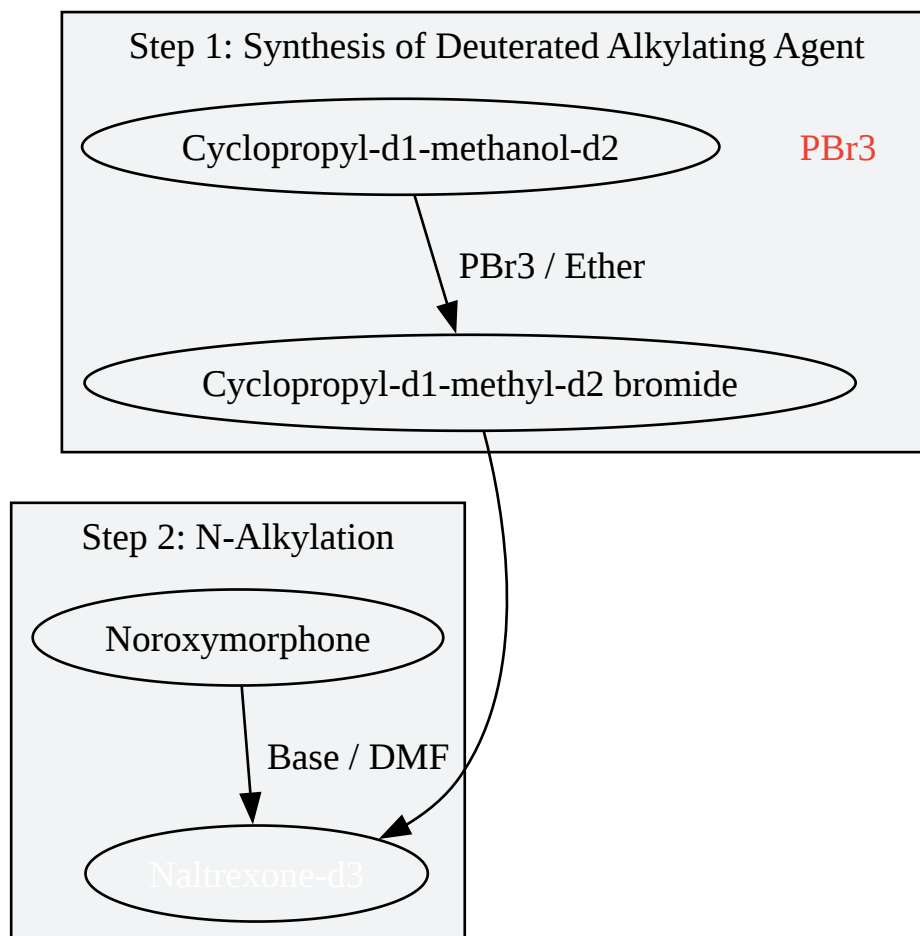 Step 1: Synthesis of Deuterated Alkylating Agent
Cyclopropyl-d1-methanol-d2
PBr3
PBr3 / Ether
Cyclopropyl-d1-methyl-d2 bromide
Step 2: N-Alkylation
Noroxymorphone
Base / DMF
Naltrexone-d3